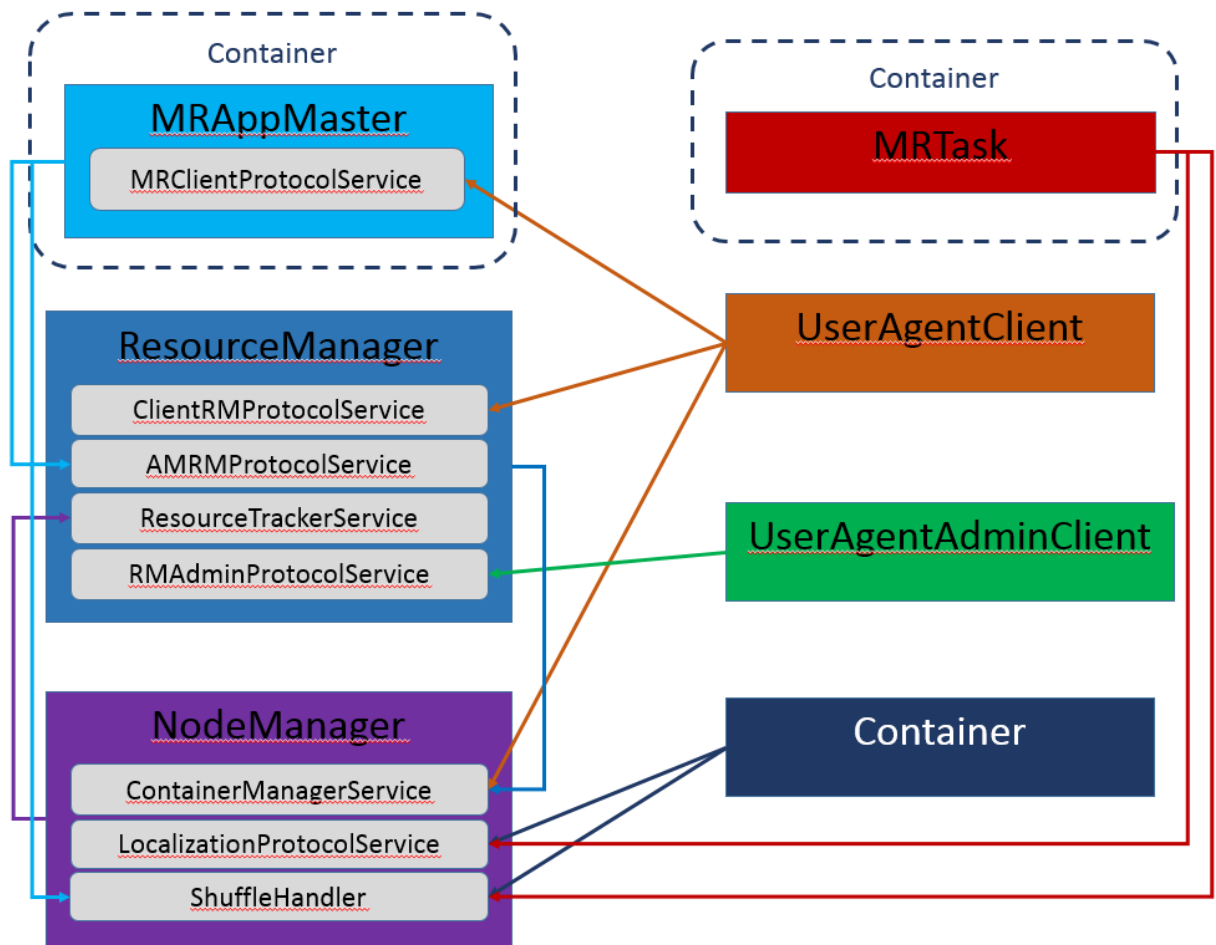 Container
MRAppMaster
MRClientProtocolService
Container
MRTask
ResourceManager
ClientRMProtocolService
AMRMProtocolService
ResourceTrackerService
RMAdminProtocolService
UserAgentClient
UserAgentAdminClient
NodeManager
ContainerManagerService
LocalizationProtocolService
ShuffleHandler
Container